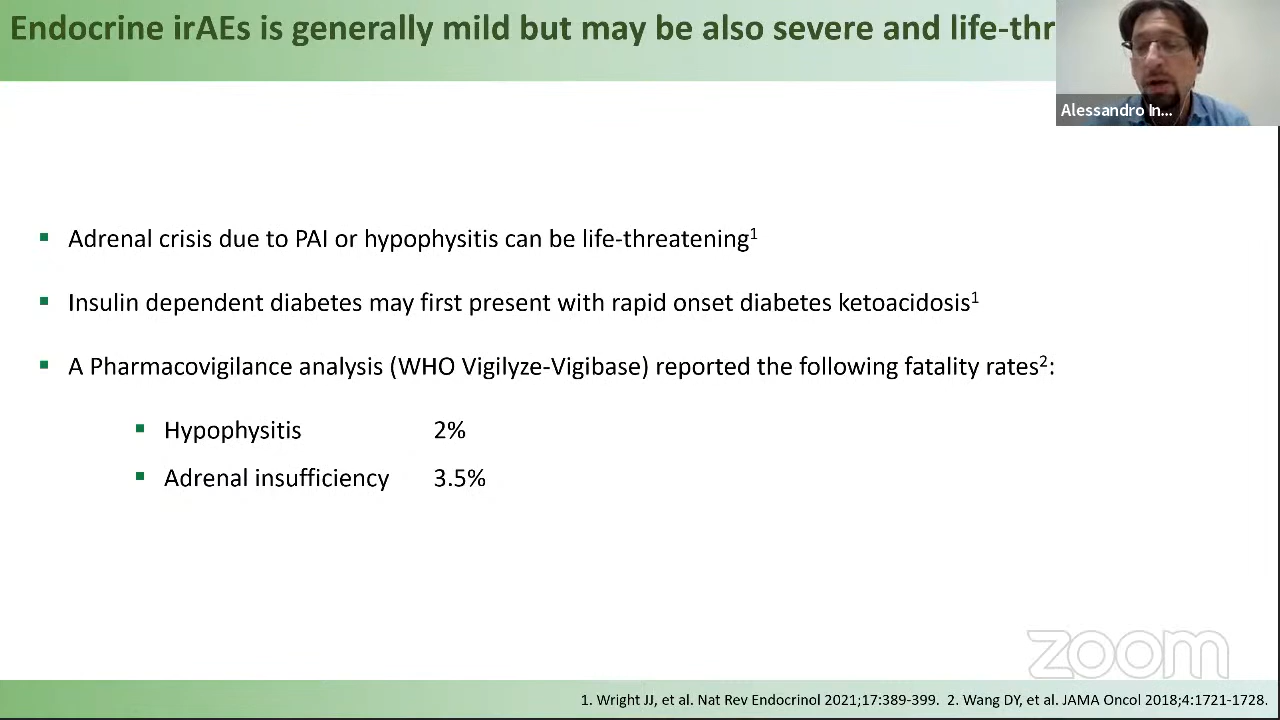 Endocrine irAEs is generally mild but may be also severe and life-thr
Alessandro In...
▪ Adrenal crisis due to PAI or hypophysitis can be life-threatening¹
▪ Insulin dependent diabetes may first present with rapid onset diabetes ketoacidosis¹
▪ A Pharmacovigilance analysis (WHO Vigilyze-Vigibase) reported the following fatality rates²:
▪ Hypophysitis 2%
▪ Adrenal insufficiency 3.5%
zoom
1. Wright JJ, et al. Nat Rev Endocrinol 2021;17:389-399. 2. Wang DY, et al. JAMA Oncol 2018;4:1721-1728.